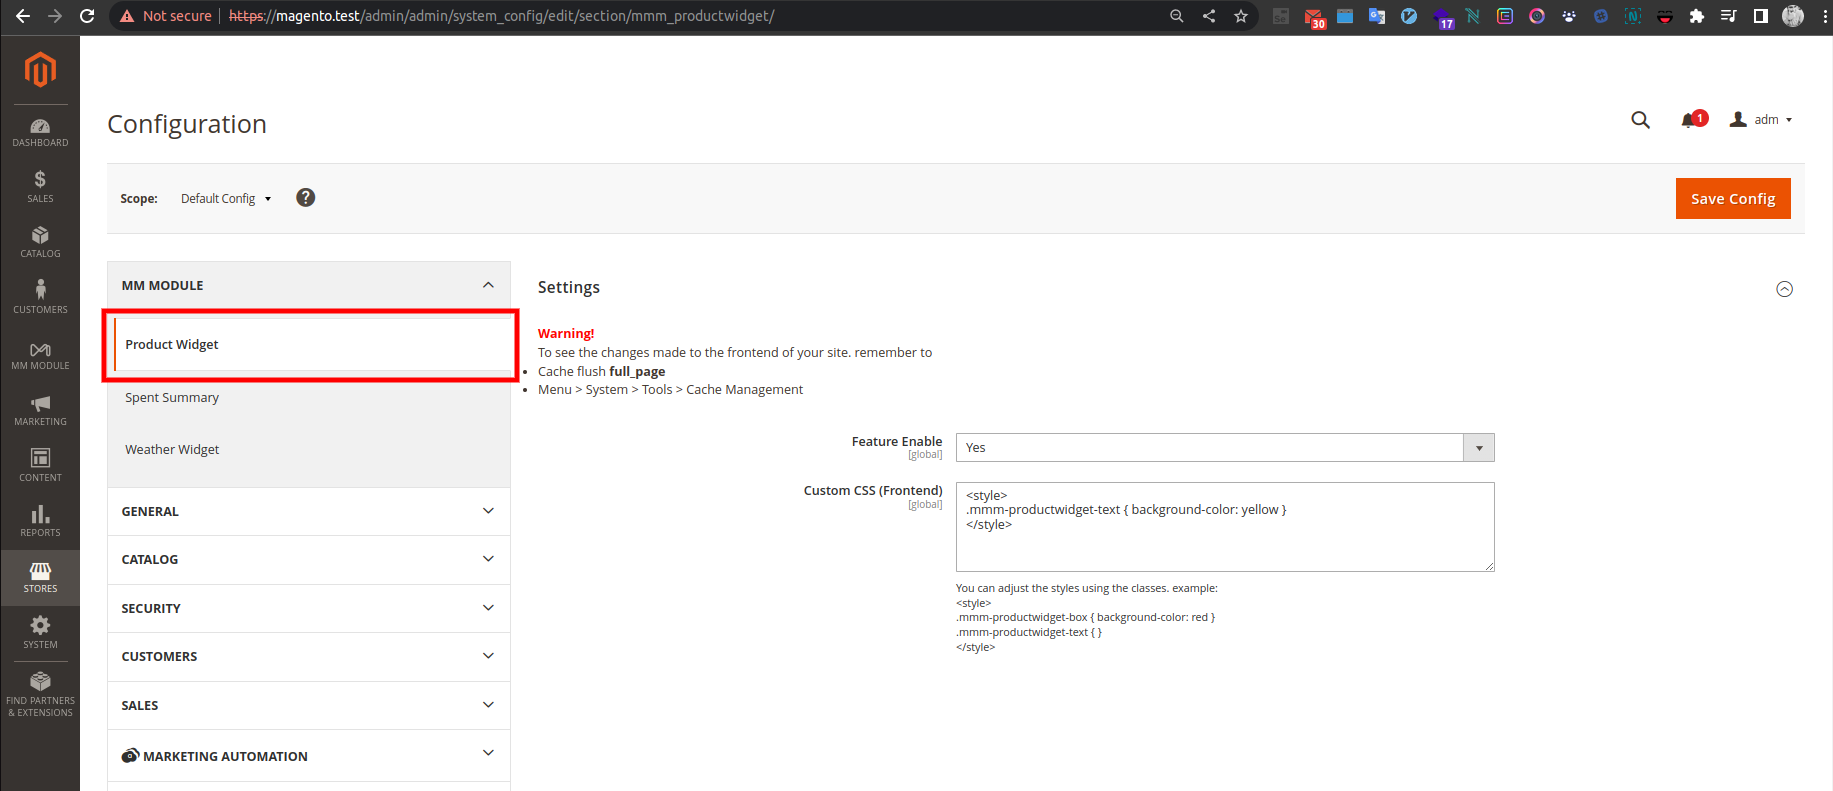 Not secure | https://magento.test/admin/admin/system_config/edit/section/mmm_productwidget/
30
17
Configuration
1
adm
DASHBOARD
SALES
CATALOG
CUSTOMERS
MM MODULE
MARKETING
CONTENT
REPORTS
STORES
SYSTEM
FIND PARTNERS
& EXTENSIONS
Scope: Default Config ?
Save Config
MM MODULE
Product Widget
Spent Summary
Weather Widget
GENERAL
CATALOG
SECURITY
CUSTOMERS
SALES
MARKETING AUTOMATION
Settings
Warning!
To see the changes made to the frontend of your site. remember to
• Cache flush full_page
• Menu > System > Tools > Cache Management
Feature Enable
[global]
Yes
Custom CSS (Frontend)
[global]
<style>
.mmm-productwidget-text { background-color: yellow }
</style>
You can adjust the styles using the classes. example:
<style>
.mmm-productwidget-box { background-color: red }
.mmm-productwidget-text { }
</style>